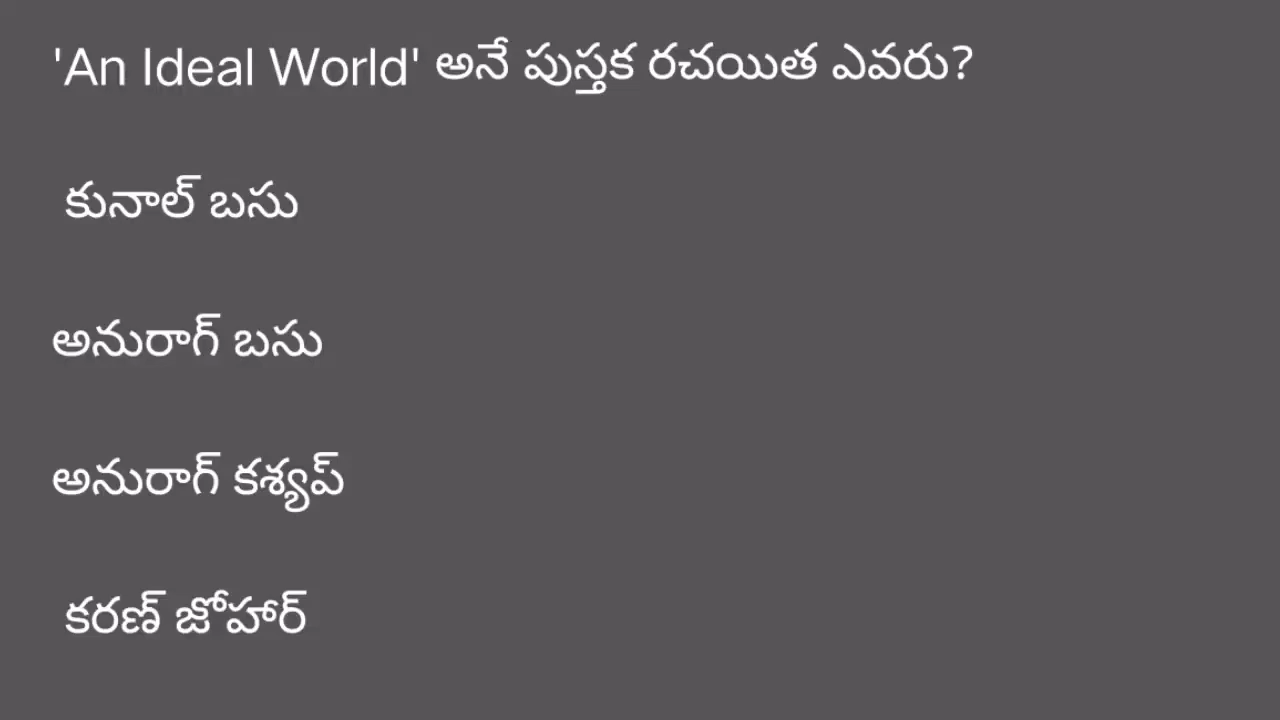 'An Ideal World' అనే పుస్తక రచయిత ఎవరు?
కునాల్ బసు
అనురాగ్ బసు
అనురాగ్ కశ్యప్
కరణ్ జోహార్